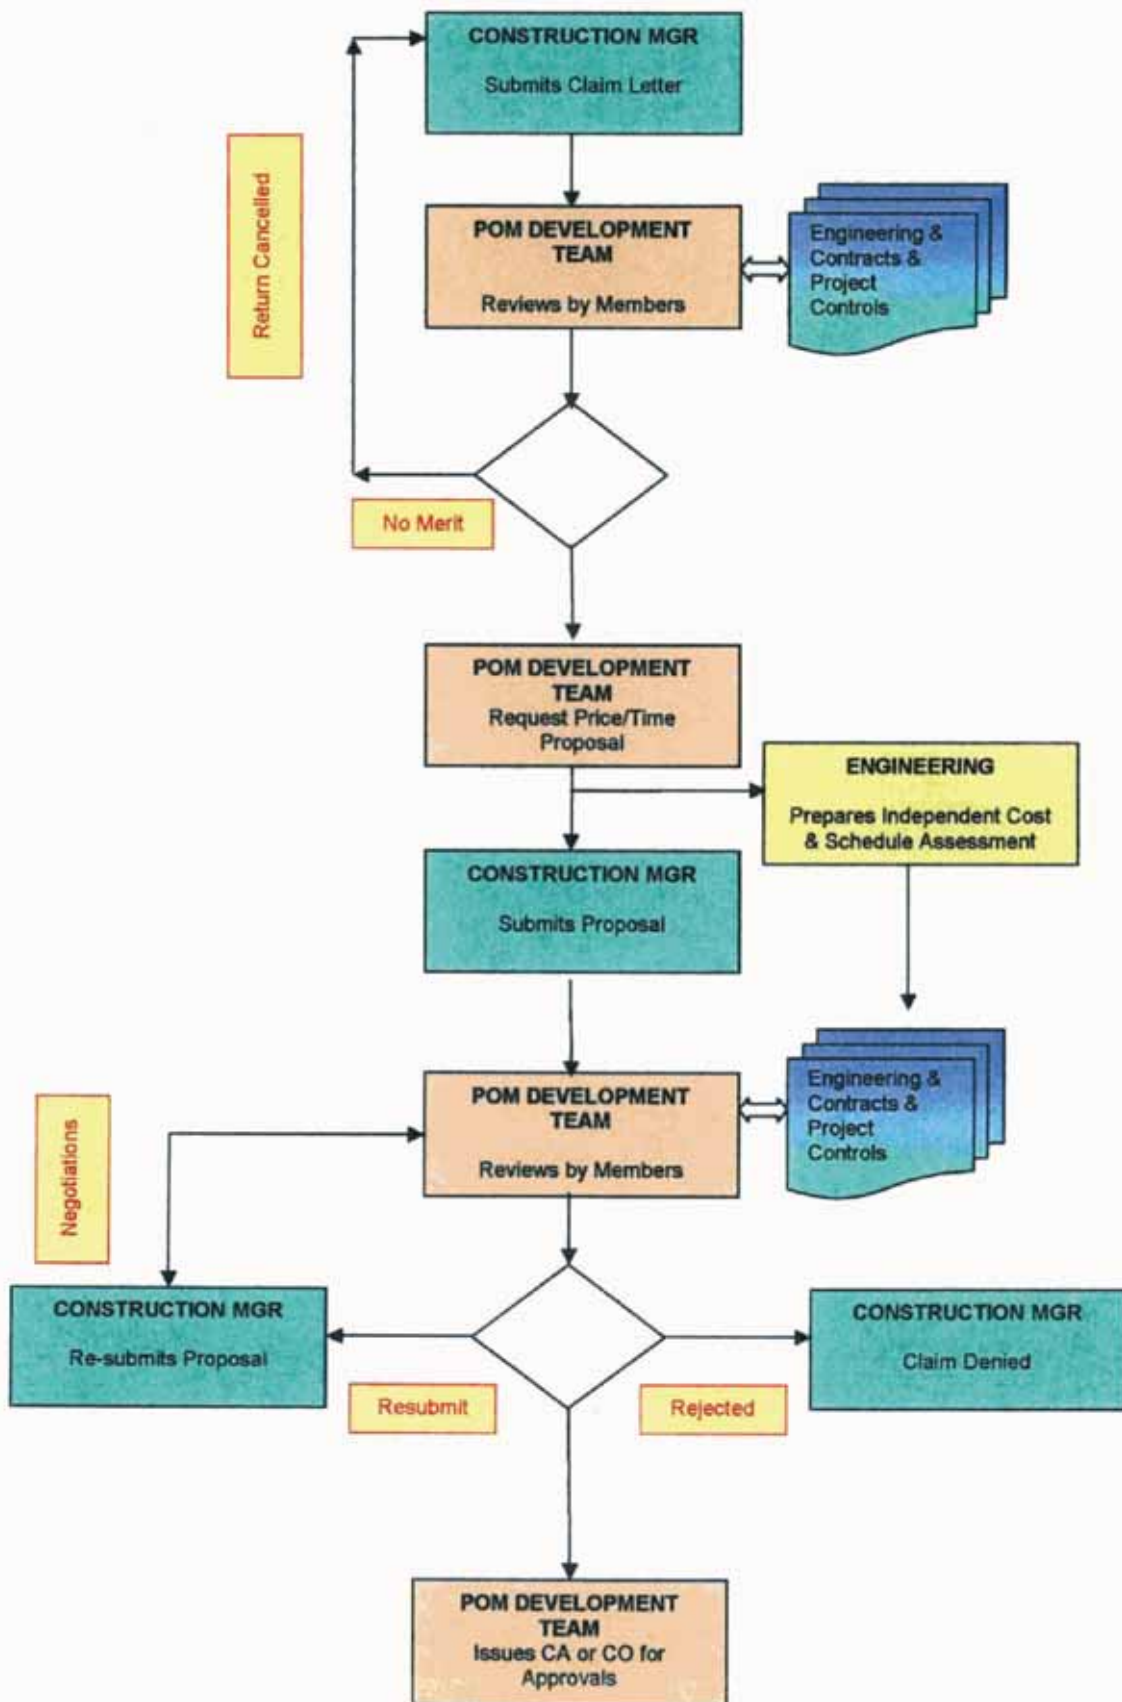 CONSTRUCTION MGR
Submits Claim Letter
Return Cancelled
POM DEVELOPMENT
TEAM
Reviews by Members
Engineering &
Contracts &
Project
Controls
No Merit
POM DEVELOPMENT
TEAM
Request Price/Time
Proposal
ENGINEERING
Prepares Independent Cost
& Schedule Assessment
CONSTRUCTION MGR
Submits Proposal
POM DEVELOPMENT
TEAM
Reviews by Members
Engineering &
Contracts &
Project
Controls
Negotiations
CONSTRUCTION MGR
Re-submits Proposal
CONSTRUCTION MGR
Claim Denied
Resubmit
Rejected
POM DEVELOPMENT
TEAM
Issues CA or CO for
Approvals